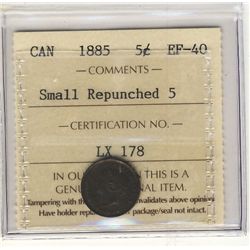 CAN 1885 5¢ EF-40
— COMMENTS —
Small Repunched 5
— CERTIFICATION NO. —
LX 178
IN OU THIS IS A
GENU NAL ITEM.
Tampering with th validates above opinion
Have holder rep package/seal not intact.